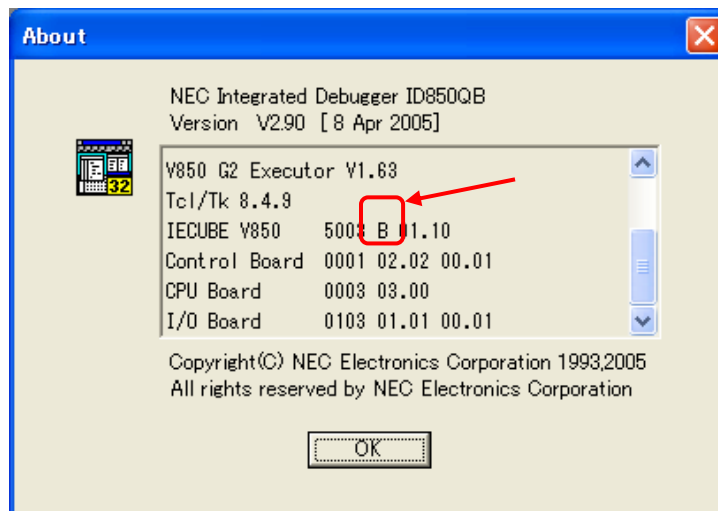 About
NEC Integrated Debugger ID850QB
Version V2.90 [ 8 Apr 2005]
32
V850 G2 Executor V1.63
Tcl/Tk 8.4.9
IECUBE V850 5003 B 01.10
Control Board 0001 02.02 00.01
CPU Board 0003 03.00
I/O Board 0103 01.01 00.01
Copyright(C) NEC Electronics Corporation 1993,2005
All rights reserved by NEC Electronics Corporation
OK